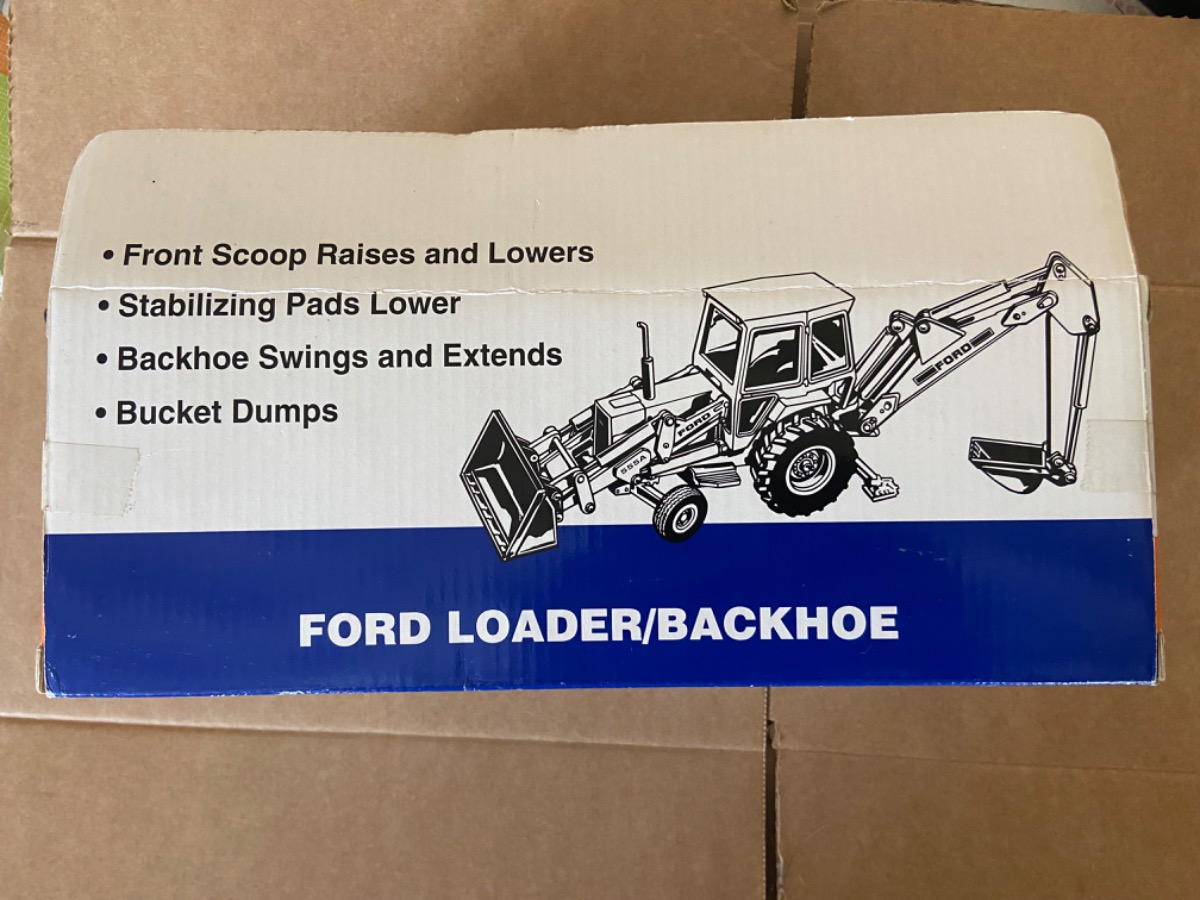 • Front Scoop Raises and Lowers
• Stabilizing Pads Lower
• Backhoe Swings and Extends
• Bucket Dumps
FORD
FORD
555A
FORD LOADER/BACKHOE